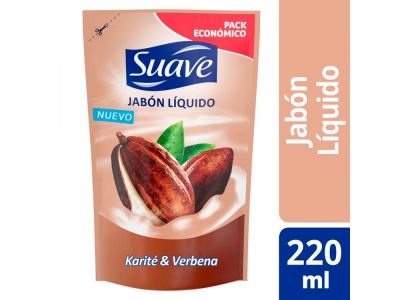 PACK
ECONÓMICO
Suave
JABÓN LÍQUIDO
NUEVO
Karité & Verbena
Jabón
Líquido
220
ml